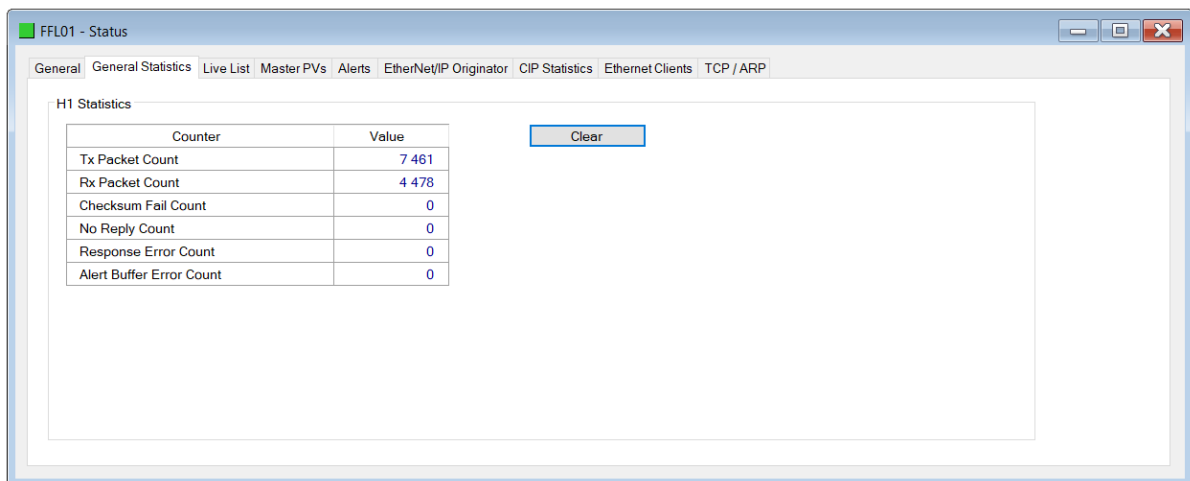 FFL01 - Status
General General Statistics Live List Master PVs Alerts EtherNet/IP Originator CIP Statistics Ethernet Clients TCP / ARP
H1 Statistics
Counter Value Clear
Tx Packet Count 7 461
Rx Packet Count 4 478
Checksum Fail Count 0
No Reply Count 0
Response Error Count 0
Alert Buffer Error Count 0